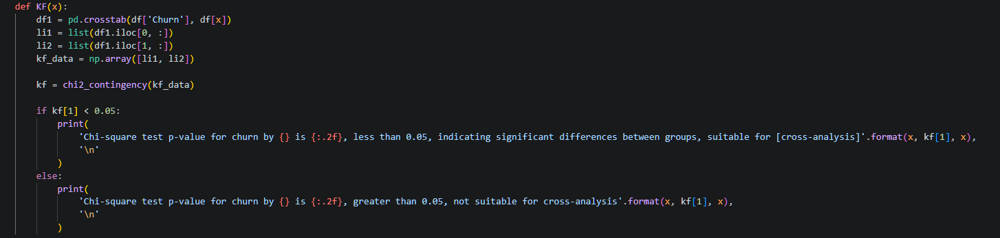 def KF(x):
    df1 = pd.crosstab(df['Churn'], df[x])
    li1 = list(df1.iloc[0, :])
    li2 = list(df1.iloc[1, :])
    kf_data = np.array([li1, li2])

    kf = chi2_contingency(kf_data)

    if kf[1] < 0.05:
        print(
            'Chi-square test p-value for churn by {} is {:.2f}, less than 0.05, indicating significant differences between groups, suitable for [cross-analysis]'.format(x, kf[1], x),
            '\n'
        )
    else:
        print(
            'Chi-square test p-value for churn by {} is {:.2f}, greater than 0.05, not suitable for cross-analysis'.format(x, kf[1], x),
            '\n'
        )